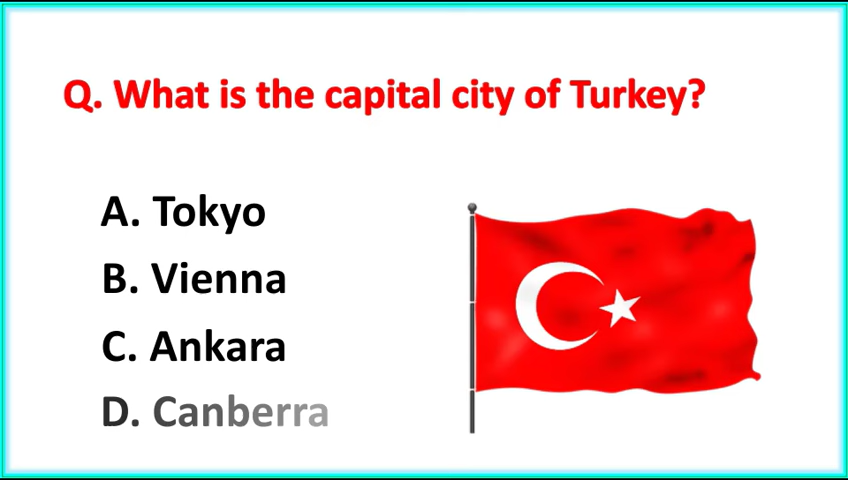 Q. What is the capital city of Turkey?
A. Tokyo
B. Vienna
C. Ankara
D. Canberra